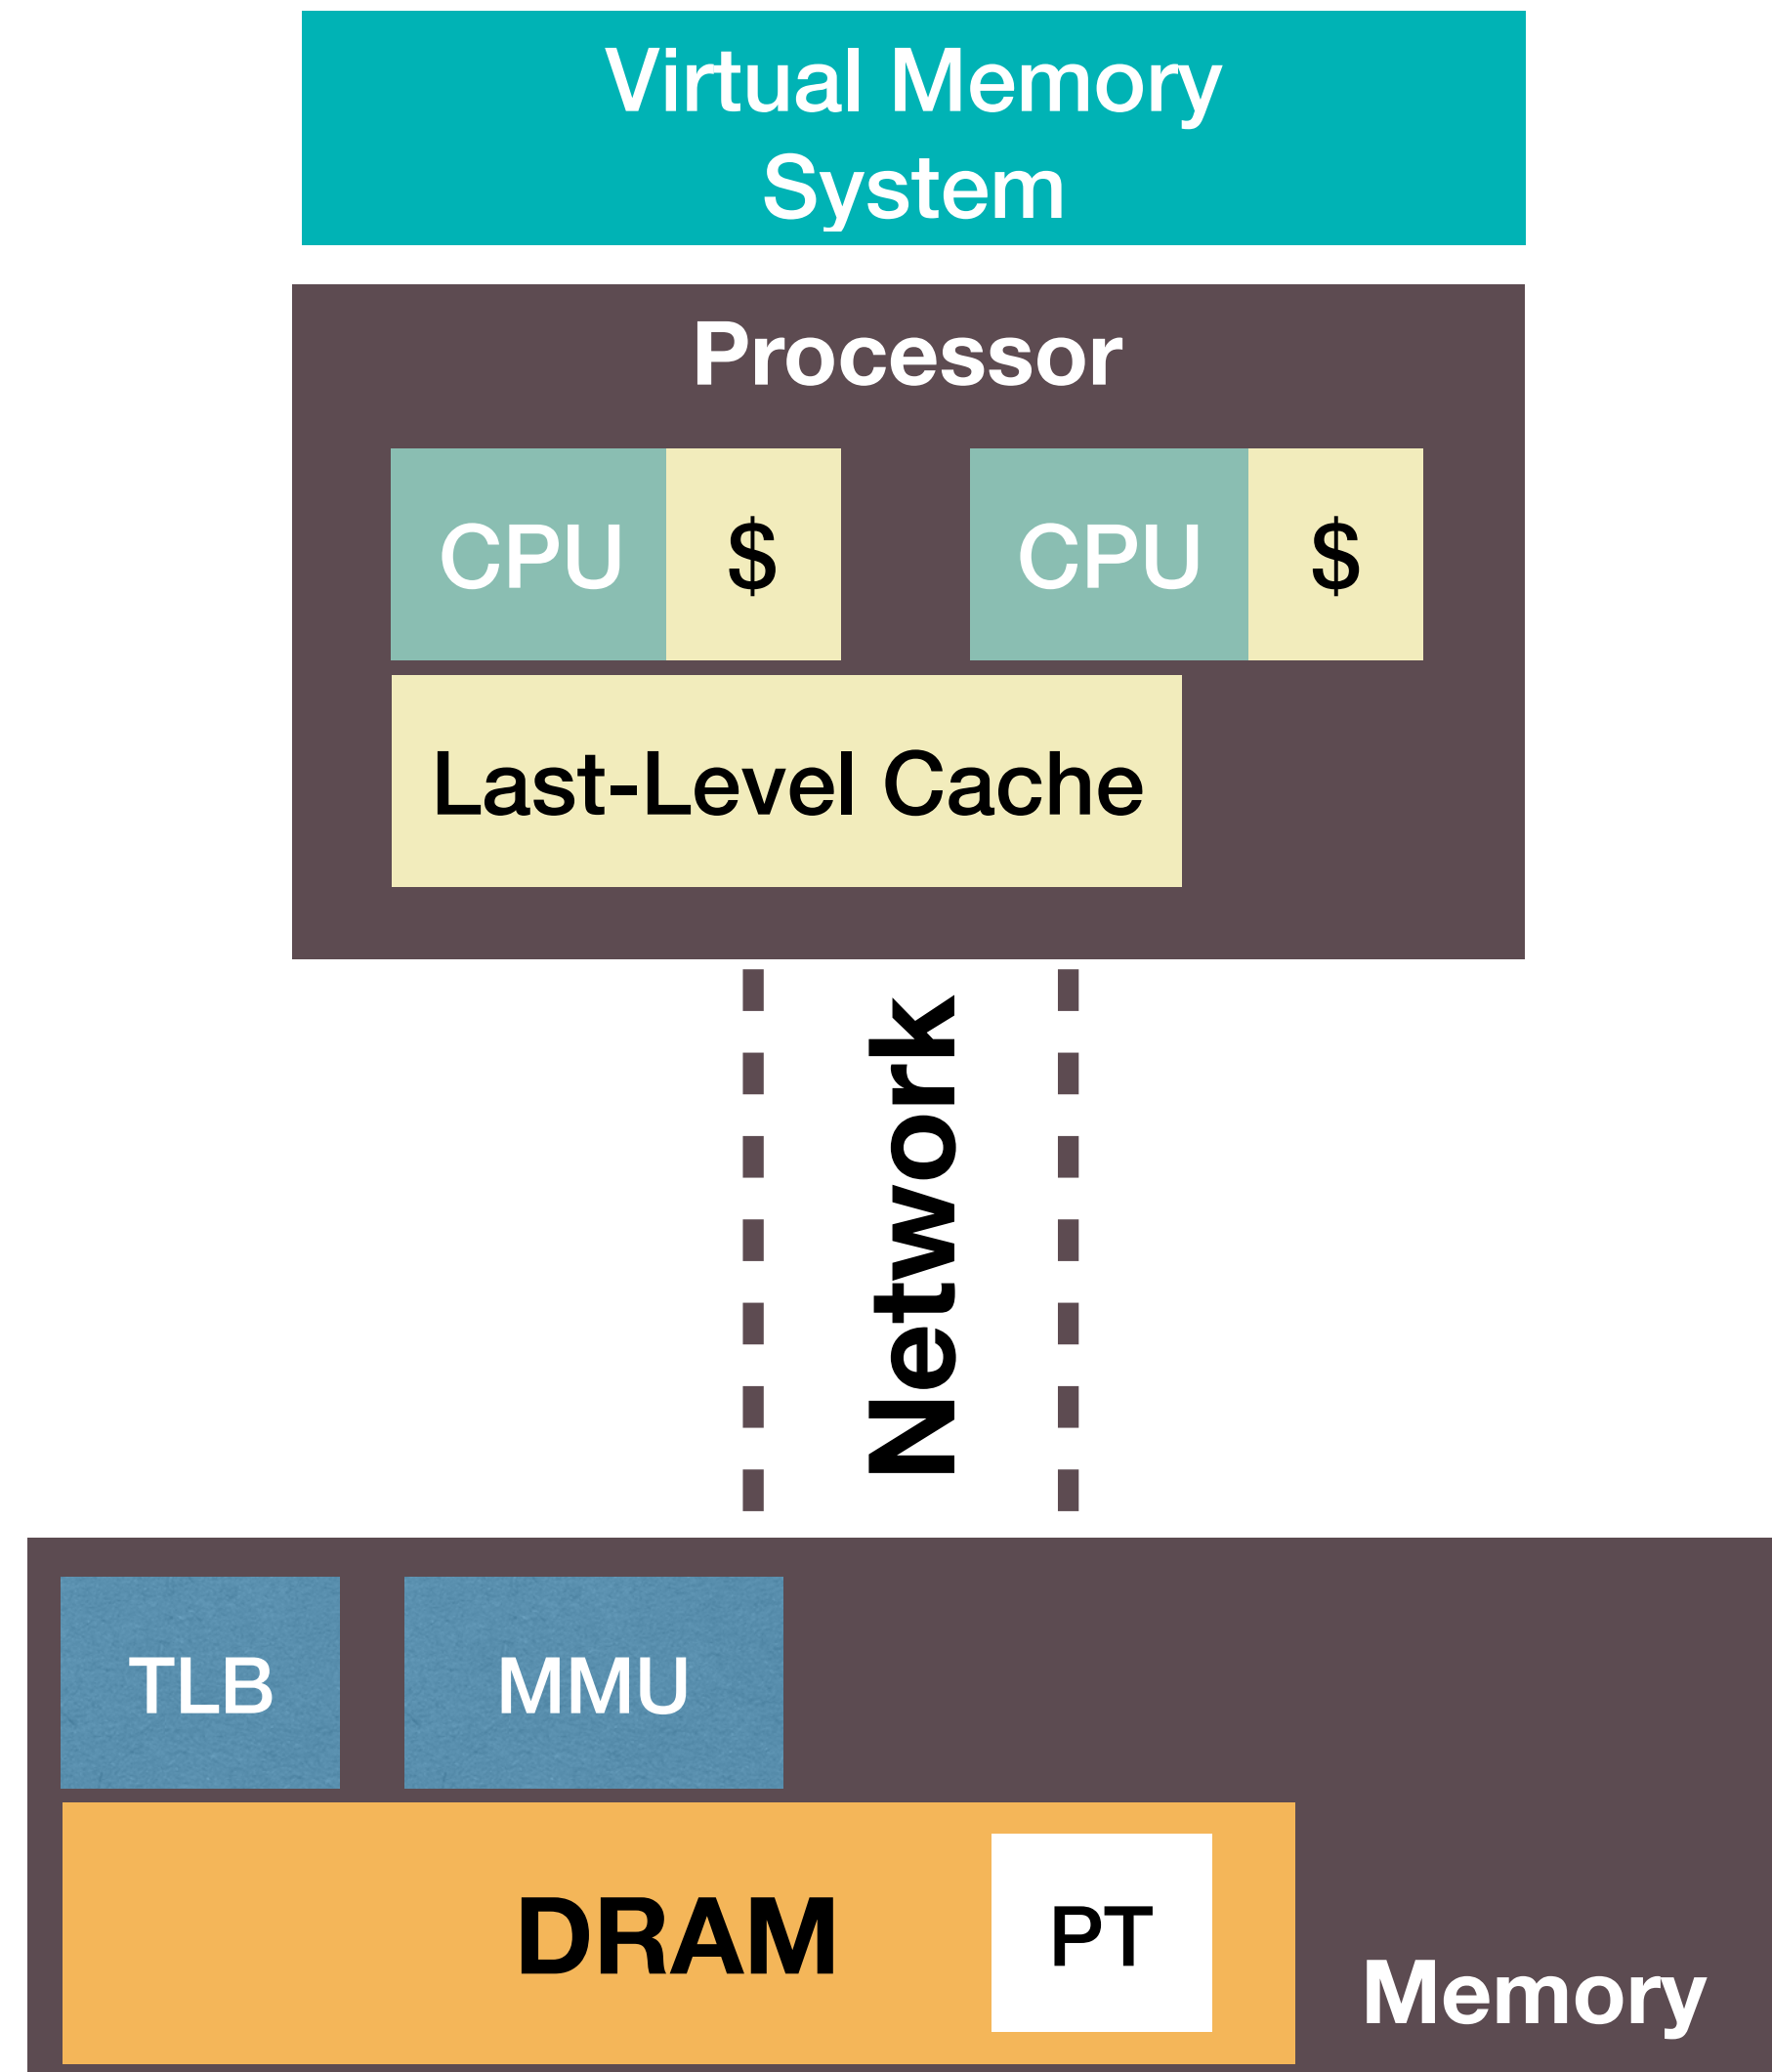 Virtual Memory
System
Processor
CPU $ CPU $
Last-Level Cache
Network
TLB MMU
DRAM PT
Memory